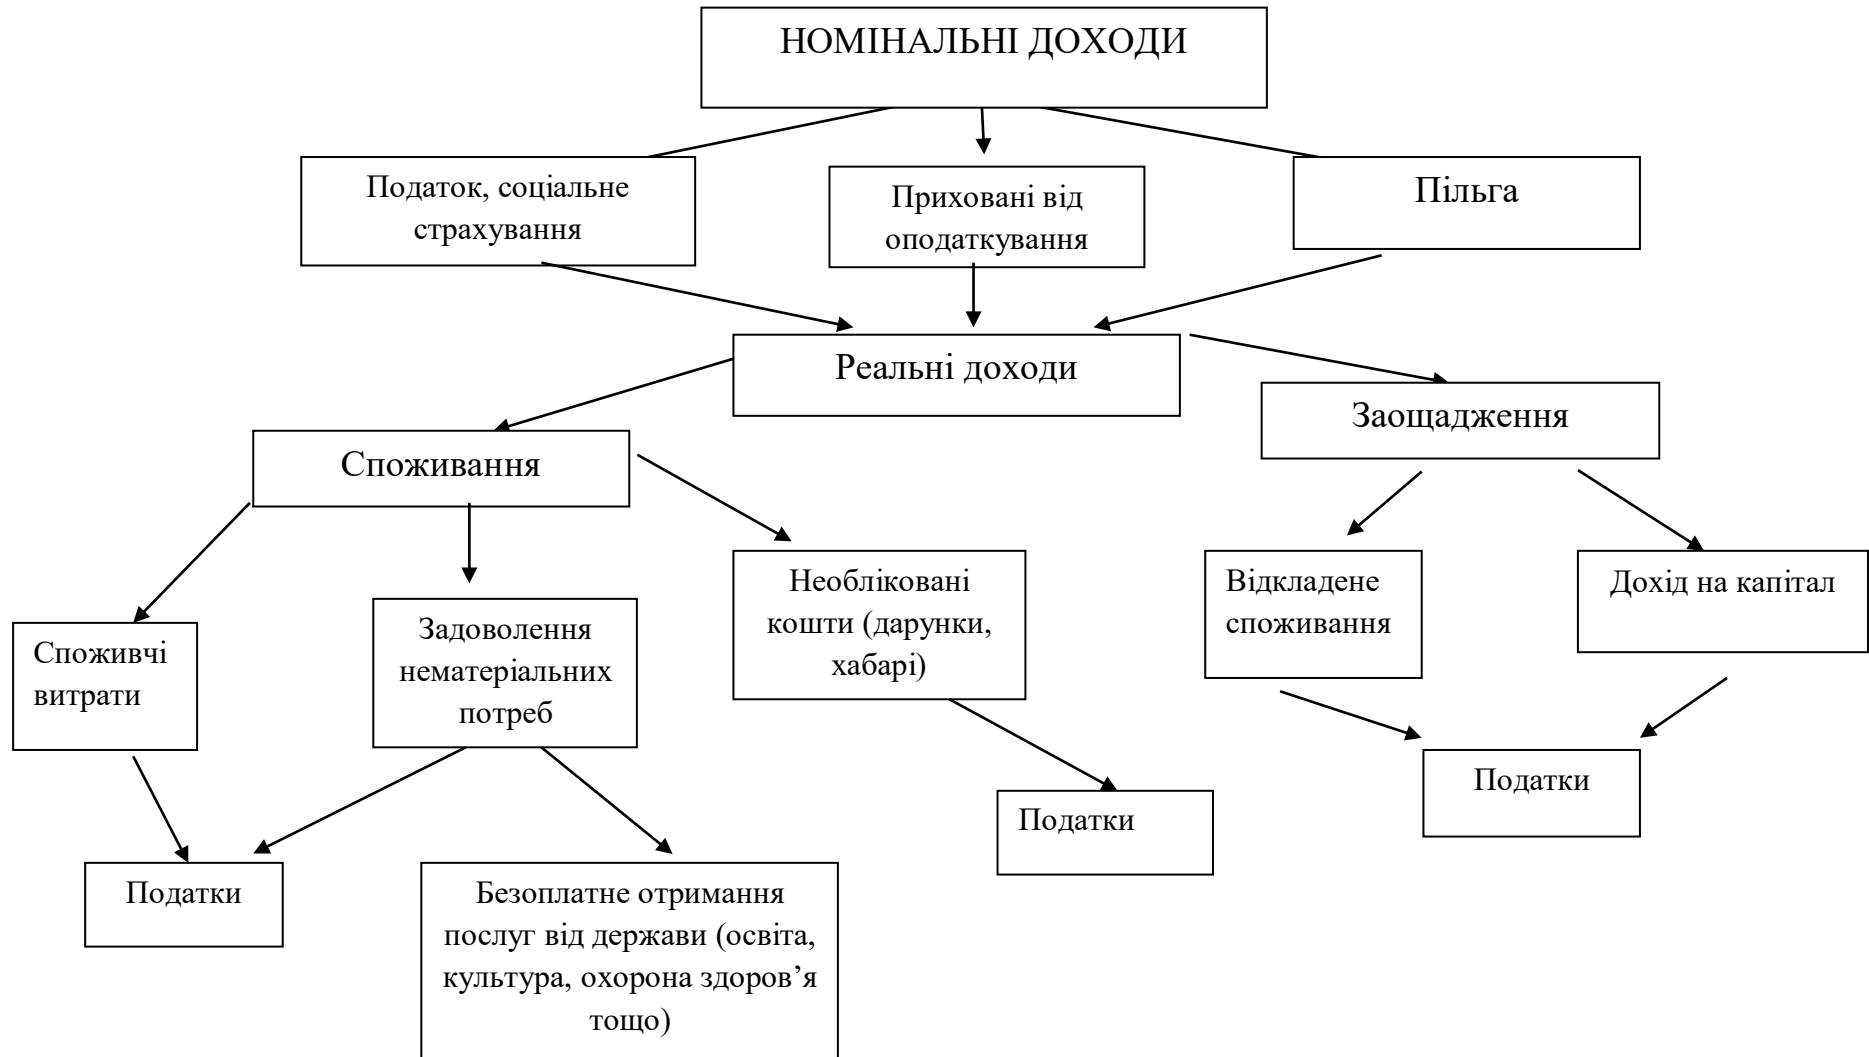 НОМІНАЛЬНІ ДОХОДИ
Податок, соціальне
страхування
Приховані від
оподаткування
Пільга
Реальні доходи
Заощадження
Споживання
Споживчі
витрати
Задоволення
нематеріальних
потреб
Необліковані
кошти (дарунки,
хабарі)
Відкладене
споживання
Дохід на капітал
Податки
Податки
Податки
Безоплатне отримання
послуг від держави (освіта,
культура, охорона здоров’я
тощо)